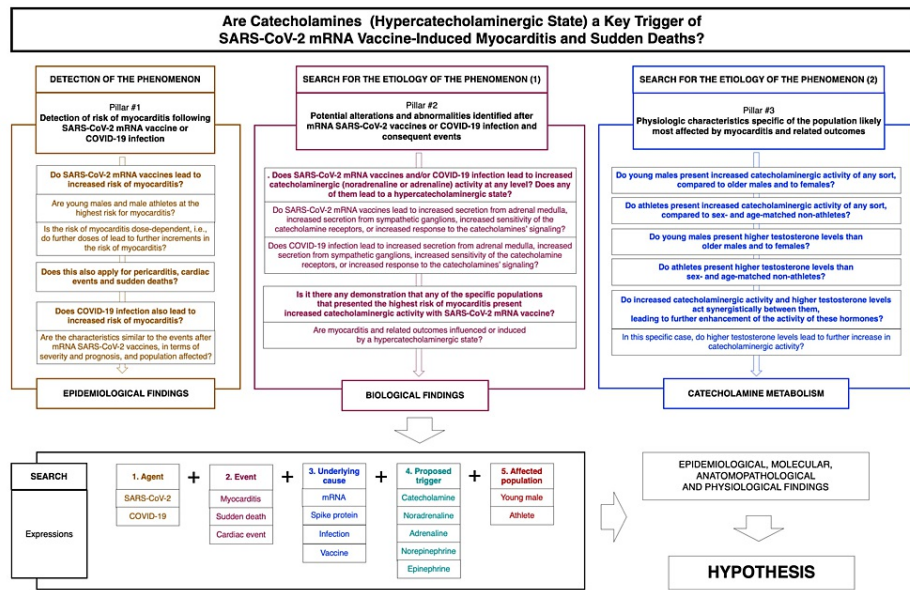 Are Catecholamines (Hypercatecholaminergic State) a Key Trigger of
SARS-CoV-2 mRNA Vaccine-Induced Myocarditis and Sudden Deaths?
DETECTION OF THE PHENOMENON
Pillar #1
Detection of risk of myocarditis following
SARS-CoV-2 mRNA vaccine or
COVID-19 infection
Do SARS-CoV-2 mRNA vaccines lead to
increased risk of myocarditis?
Are young males and male athletes at the
highest risk for myocarditis?
Is the risk of myocarditis dose-dependent, i.e.,
do further doses of lead to further increments in
the risk of myocarditis?
Does this also apply for pericarditis, cardiac
events and sudden deaths?
Does COVID-19 infection also lead to
increased risk of myocarditis?
Are the characteristics similar to the events after
mRNA SARS-CoV-2 vaccines, in terms of
severity and prognosis, and population affected?
EPIDEMIOLOGICAL FINDINGS
SEARCH FOR THE ETIOLOGY OF THE PHENOMENON (1)
Pillar #2
Potential alterations and abnormalities identified after
mRNA SARS-CoV-2 vaccines or COVID-19 infection and
consequent events
. Does SARS-CoV-2 mRNA vaccines and/or COVID-19 infection lead to increased
catecholaminergic (noradrenaline or adrenaline) activity at any level? Does any
of them lead to a hypercatecholaminergic state?
Do SARS-CoV-2 mRNA vaccines lead to increased secretion from adrenal medulla,
increased secretion from sympathetic ganglions, increased sensitivity of the
catecholamine receptors, or increased response to the catecholamines' signaling?
Does COVID-19 infection lead to increased secretion from adrenal medulla, increased
secretion from sympathetic ganglions, increased sensitivity of the catecholamine
receptors, or increased response to the catecholamines' signaling?
Is it there any demonstration that any of the specific populations
that presented the highest risk of myocarditis present
increased catecholaminergic activity with SARS-CoV-2 mRNA vaccine?
Are myocarditis and related outcomes influenced or induced
by a hypercatecholaminergic state?
BIOLOGICAL FINDINGS
SEARCH FOR THE ETIOLOGY OF THE PHENOMENON (2)
Pillar #3
Physiologic characteristics specific of the population likely
most affected by myocarditis and related outcomes
Do young males present increased catecholaminergic activity of any sort,
compared to older males and to females?
Do athletes present increased catecholaminergic activity of any sort,
compared to sex- and age-matched non-athletes?
Do young males present higher testosterone levels than
older males and to females?
Do athletes present higher testosterone levels than
sex- and age-matched non-athletes?
Do increased catecholaminergic activity and higher testosterone levels
act synergistically between them,
leading to further enhancement of the activity of these hormones?
In this specific case, do higher testosterone levels lead to further increase in
catecholaminergic activity?
CATECHOLAMINE METABOLISM
SEARCH
Expressions
1. Agent
SARS-CoV-2
COVID-19
+
2. Event
Myocarditis
Sudden death
Cardiac event
+
3. Underlying
cause
mRNA
Spike protein
Infection
Vaccine
+
4. Proposed
trigger
Catecholamine
Noradrenaline
Adrenaline
Norepinephrine
Epinephrine
+
5. Affected
population
Young male
Athlete
EPIDEMIOLOGICAL, MOLECULAR,
ANATOMOPATHOLOGICAL
AND PHYSIOLOGICAL FINDINGS
HYPOTHESIS